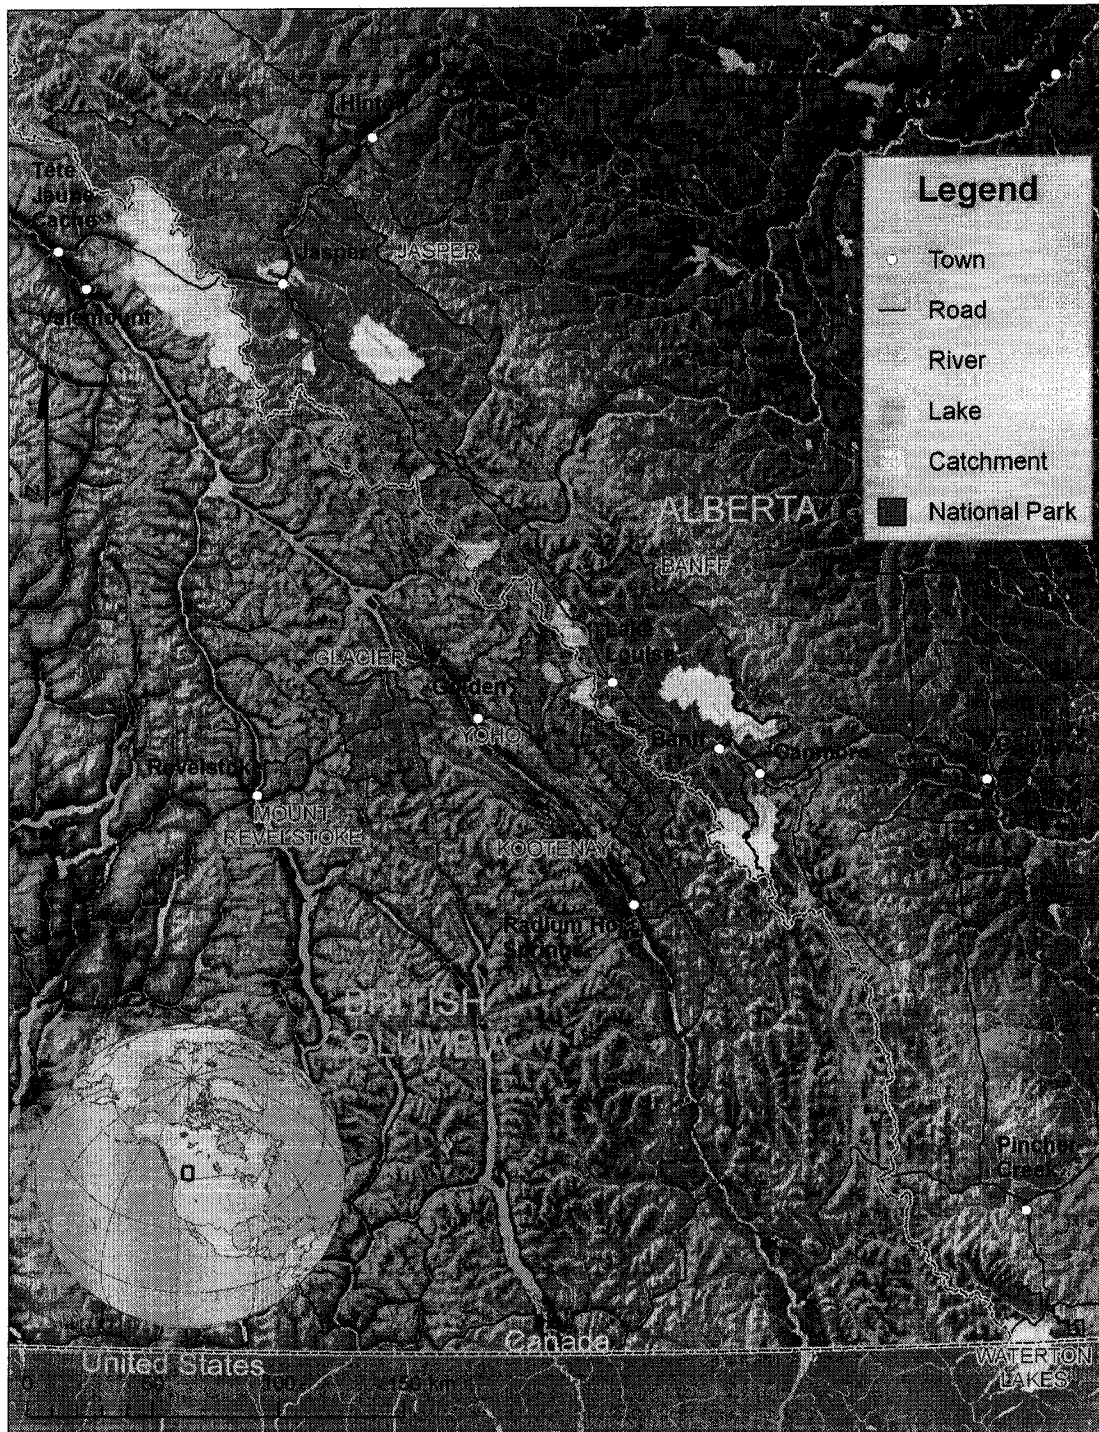 Hinton
Tête
Jaune
Cache
Jasper
JASPER
Valemount
N
Legend
Town
Road
River
Lake
Catchment
National Park
ALBERTA
BANFF
Lake
Louise
GLACIER
Golden
YOHO
Banff
Canmore
Revelstoke
MOUNT
REVELSTOKE
KOOTENAY
Radium Hot
Springs
BRITISH
COLUMBIA
Pincher
Creek
Canada
United States
WATERTON
LAKES
0 50 100 150 km